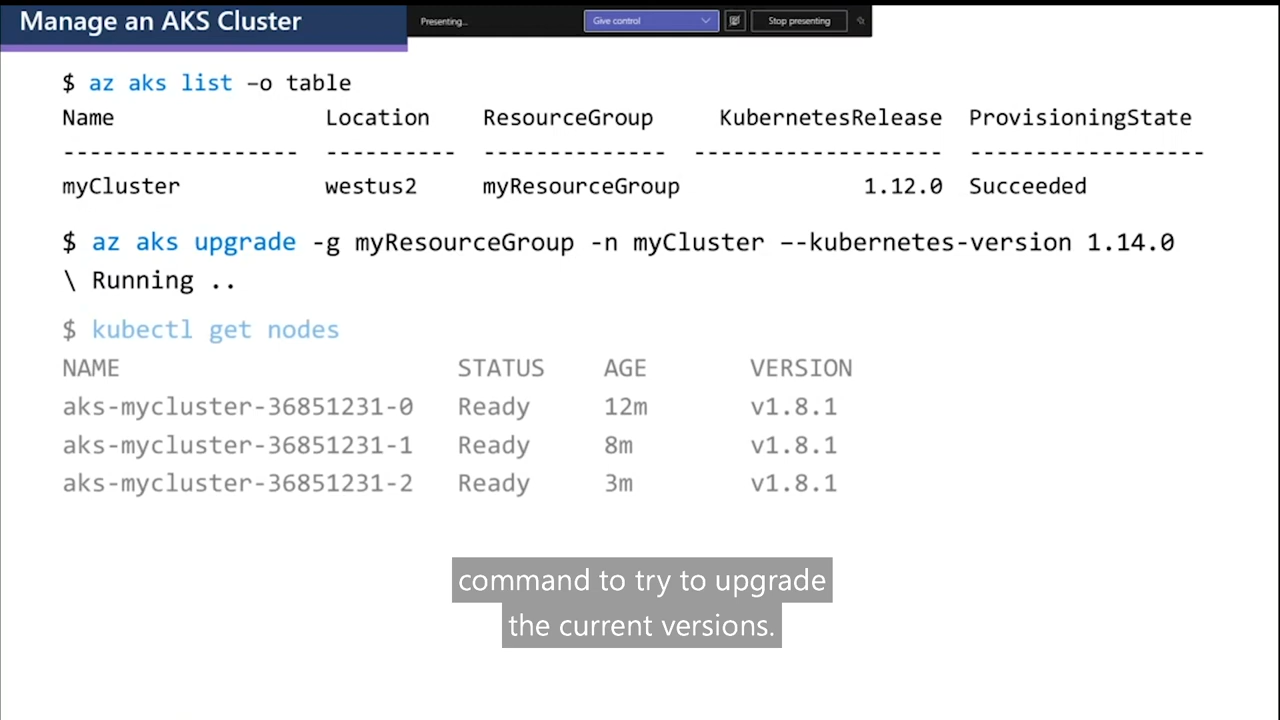 Manage an AKS Cluster
Presenting...
Give control
Stop presenting
$ az aks list –o table
Name Location ResourceGroup KubernetesRelease ProvisioningState
------------------ ---------- -------------- ------------------- ------------------
myCluster westus2 myResourceGroup 1.12.0 Succeeded
$ az aks upgrade -g myResourceGroup -n myCluster –-kubernetes-version 1.14.0
\ Running ..
$ kubectl get nodes
NAME STATUS AGE VERSION
aks-mycluster-36851231-0 Ready 12m v1.8.1
aks-mycluster-36851231-1 Ready 8m v1.8.1
aks-mycluster-36851231-2 Ready 3m v1.8.1
command to try to upgrade
the current versions.